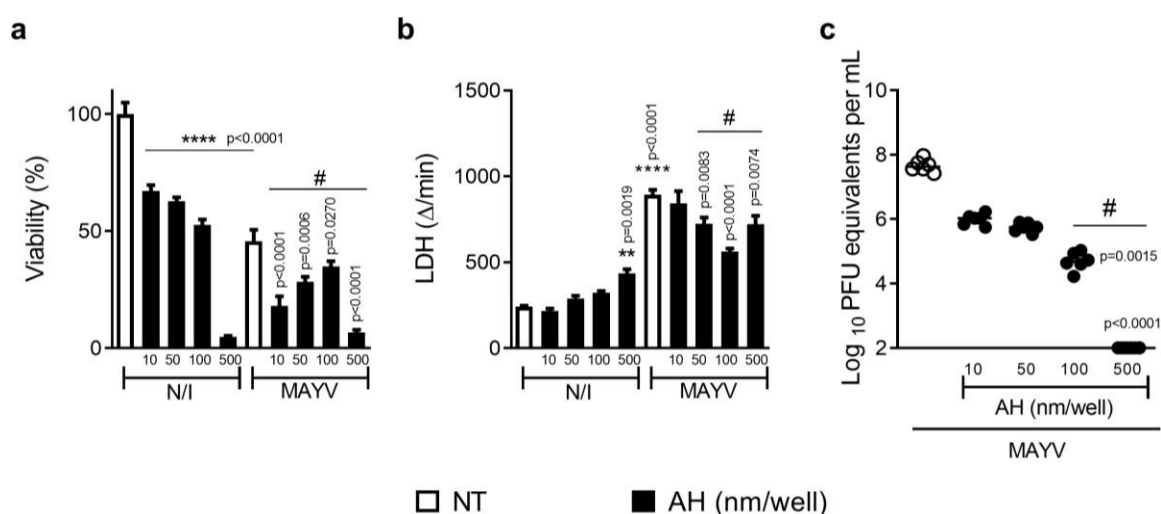 a
b
c
Viability (%)
100
50
0
**** p<0.0001
#
p<0.0001
p=0.0006
p=0.0270
p<0.0001
10 50 100 500
10 50 100 500
N/I
MAYV
LDH (Δ/min)
1500
1000
500
0
**
p=0.0019
****
p<0.0001
#
p=0.0083
p<0.0001
p=0.0074
10 50 100 500
10 50 100 500
N/I
MAYV
Log 10 PFU equivalents per mL
10
8
6
4
2
#
p=0.0015
p<0.0001
10 50 100 500
AH (nm/well)
MAYV
NT
AH (nm/well)